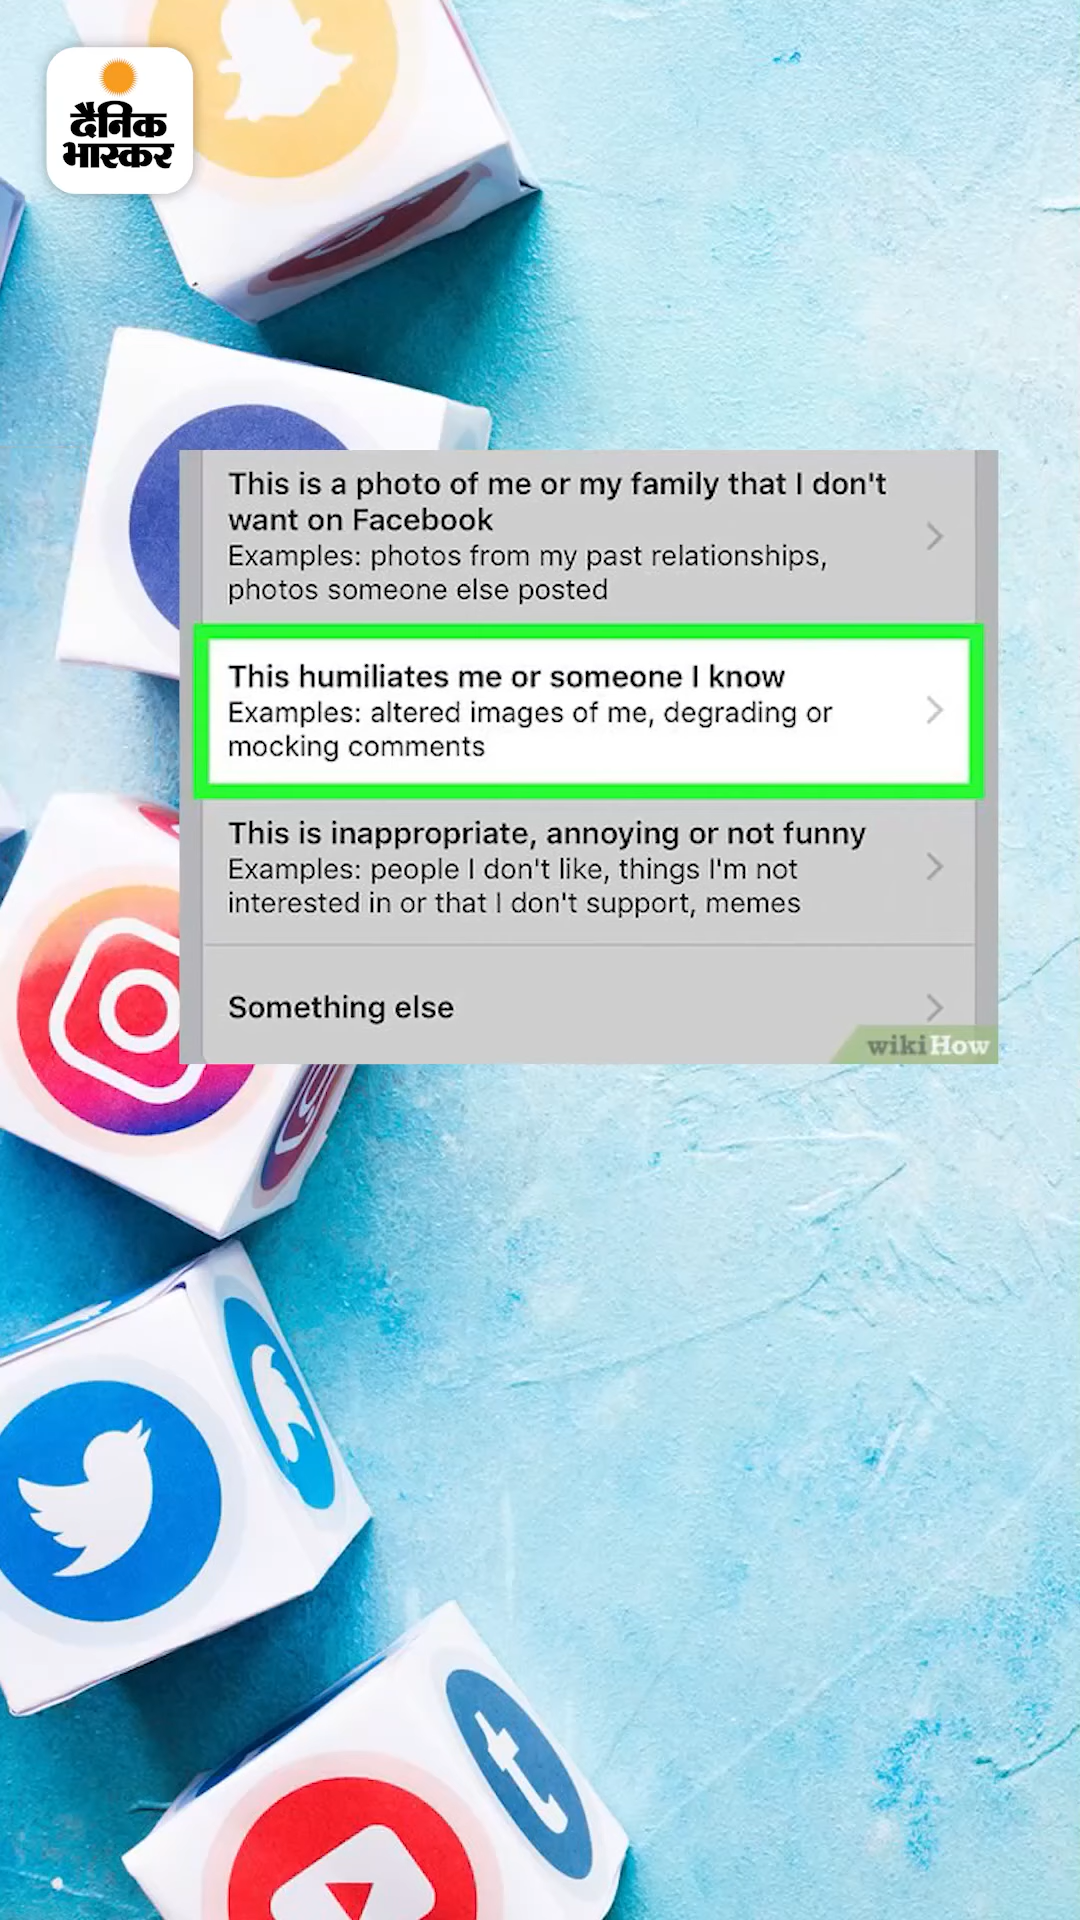 दैनिक
भास्कर
This is a photo of me or my family that I don't
want on Facebook
Examples: photos from my past relationships,
photos someone else posted
This humiliates me or someone I know
Examples: altered images of me, degrading or
mocking comments
This is inappropriate, annoying or not funny
Examples: people I don't like, things I'm not
interested in or that I don't support, memes
Something else
wikiHow